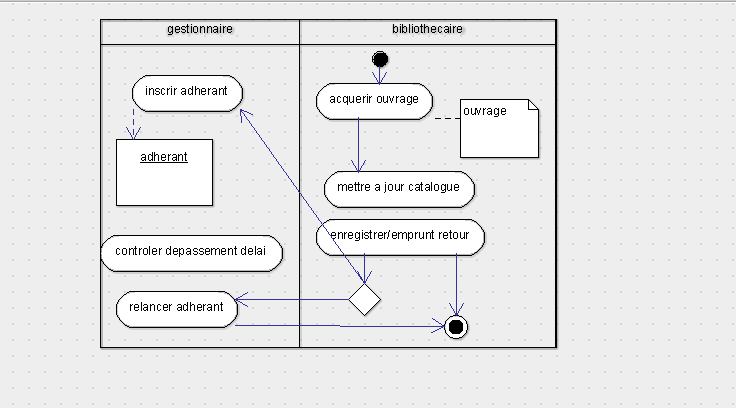 gestionnaire
bibliothecaire
inscrir adherant
acquerir ouvrage
ouvrage
adherant
mettre a jour catalogue
enregistrer/emprunt retour
controler depassement delai
relancer adherant